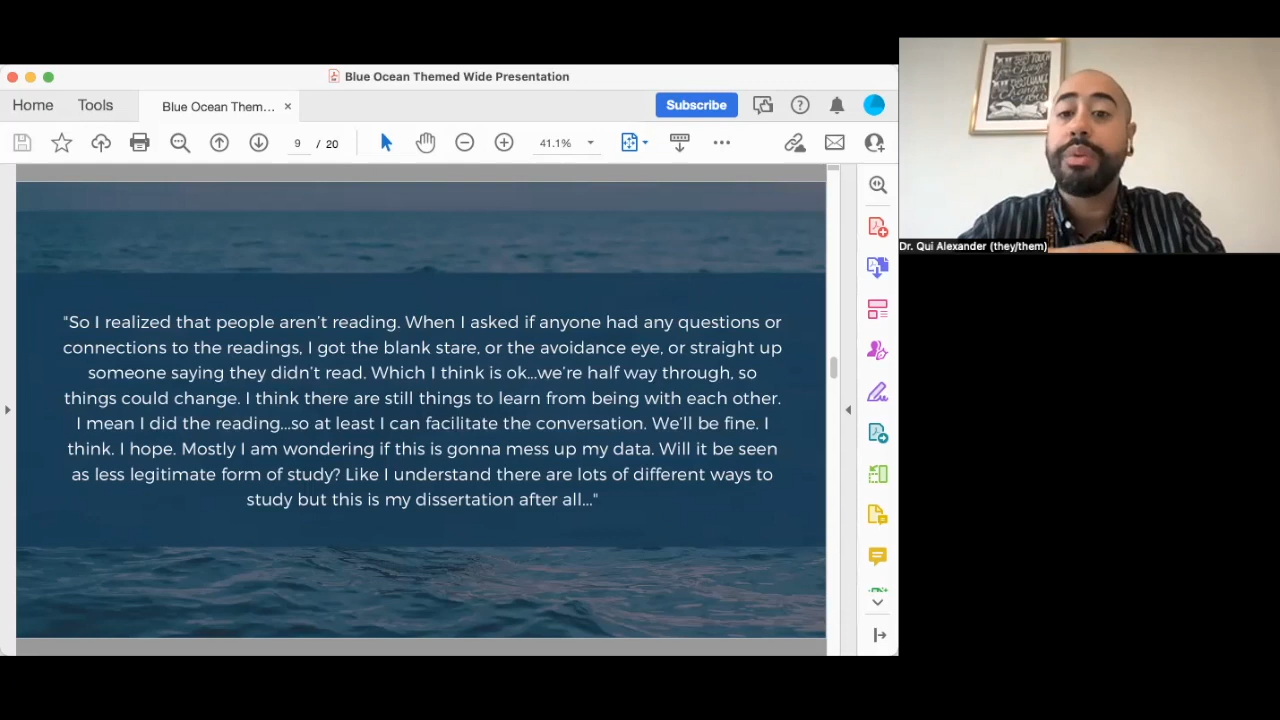 Blue Ocean Themed Wide Presentation
Home
Tools
Blue Ocean Them...
Subscribe
9 / 20
41.1%
"So I realized that people aren't reading. When I asked if anyone had any questions or
connections to the readings, I got the blank stare, or the avoidance eye, or straight up
someone saying they didn't read. Which I think is ok...we're half way through, so
things could change. I think there are still things to learn from being with each other.
I mean I did the reading...so at least I can facilitate the conversation. We'll be fine. I
think. I hope. Mostly I am wondering if this is gonna mess up my data. Will it be seen
as less legitimate form of study? Like I understand there are lots of different ways to
study but this is my dissertation after all..."
TOUCH
Change
CHANGE
Changes
YOU
Dr. Qui Alexander (they/them)